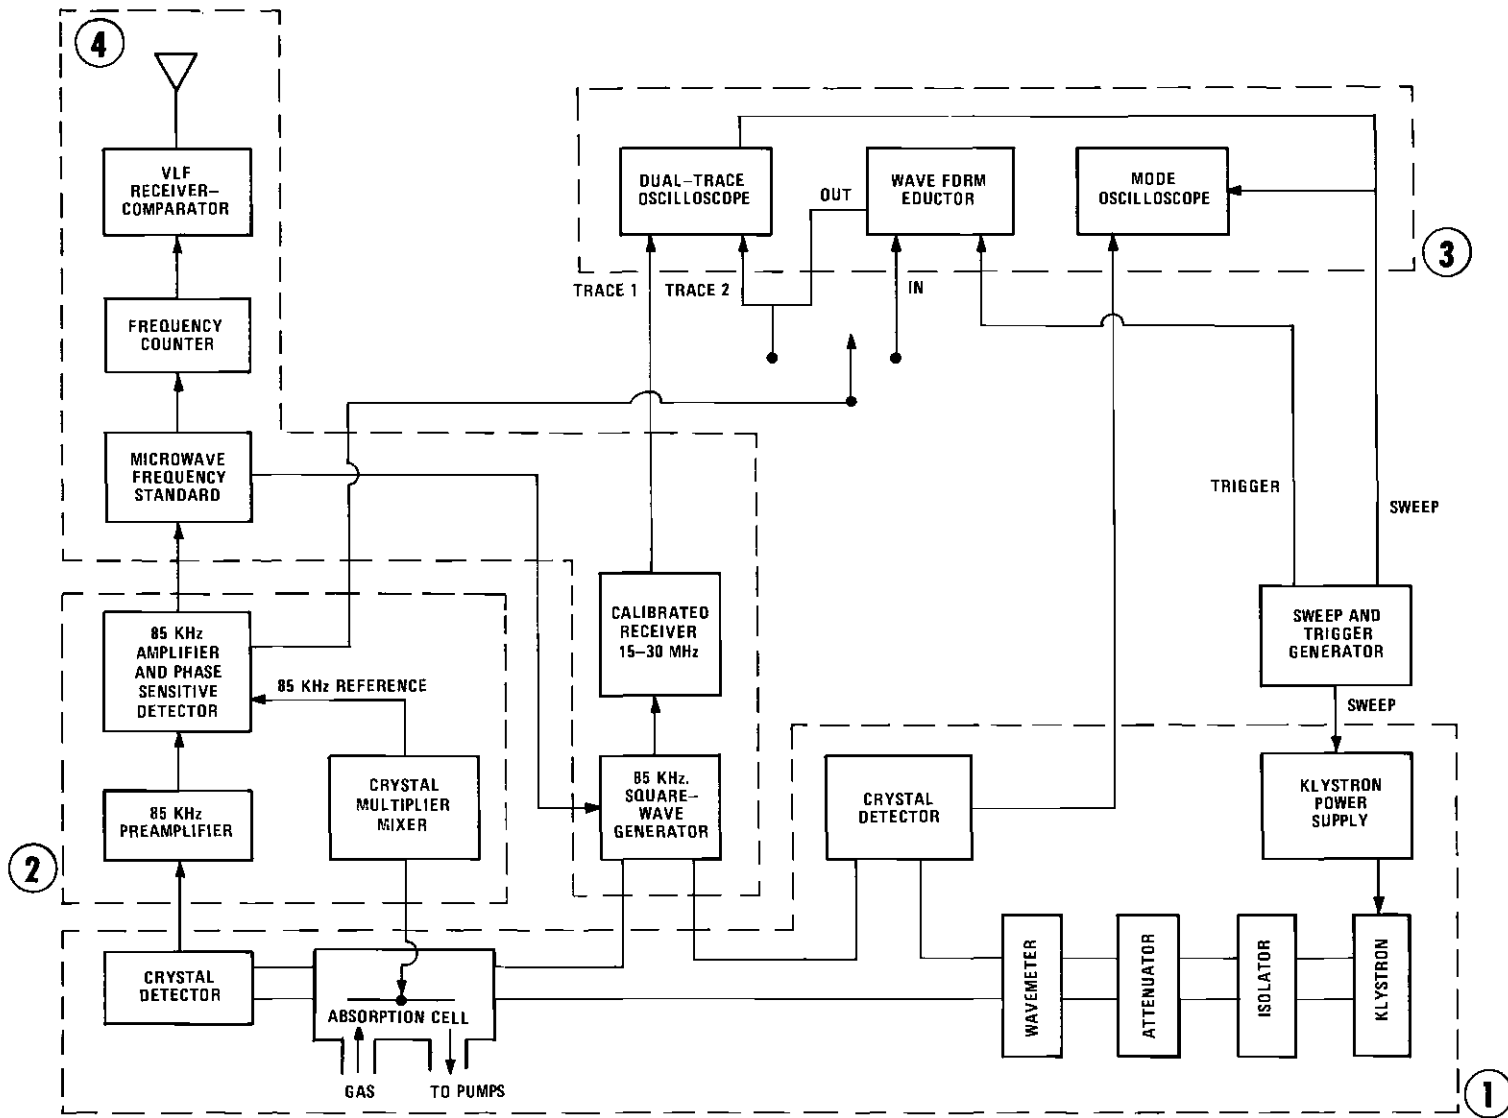 4
VLF
RECEIVER–
COMPARATOR
FREQUENCY
COUNTER
MICROWAVE
FREQUENCY
STANDARD
DUAL–TRACE
OSCILLOSCOPE
OUT
WAVE FDRM
EDUCTOR
MODE
OSCILLOSCOPE
3
TRACE 1
TRACE 2
IN
TRIGGER
SWEEP
85 KHz
AMPLIFIER
AND PHASE
SENSITIVE
DETECTOR
85 KHz REFERENCE
CALIBRATED
RECEIVER
15–30 MHz
SWEEP AND
TRIGGER
GENERATOR
SWEEP
85 KHz
PREAMPLIFIER
CRYSTAL
MULTIPLIER
MIXER
85 KHz.
SQUARE–
WAVE
GENERATOR
CRYSTAL
DETECTOR
KLYSTRON
POWER
SUPPLY
2
CRYSTAL
DETECTOR
ABSORPTION CELL
WAVEMETER
ATTENUATOR
ISOLATOR
KLYSTRON
GAS
TO PUMPS
1